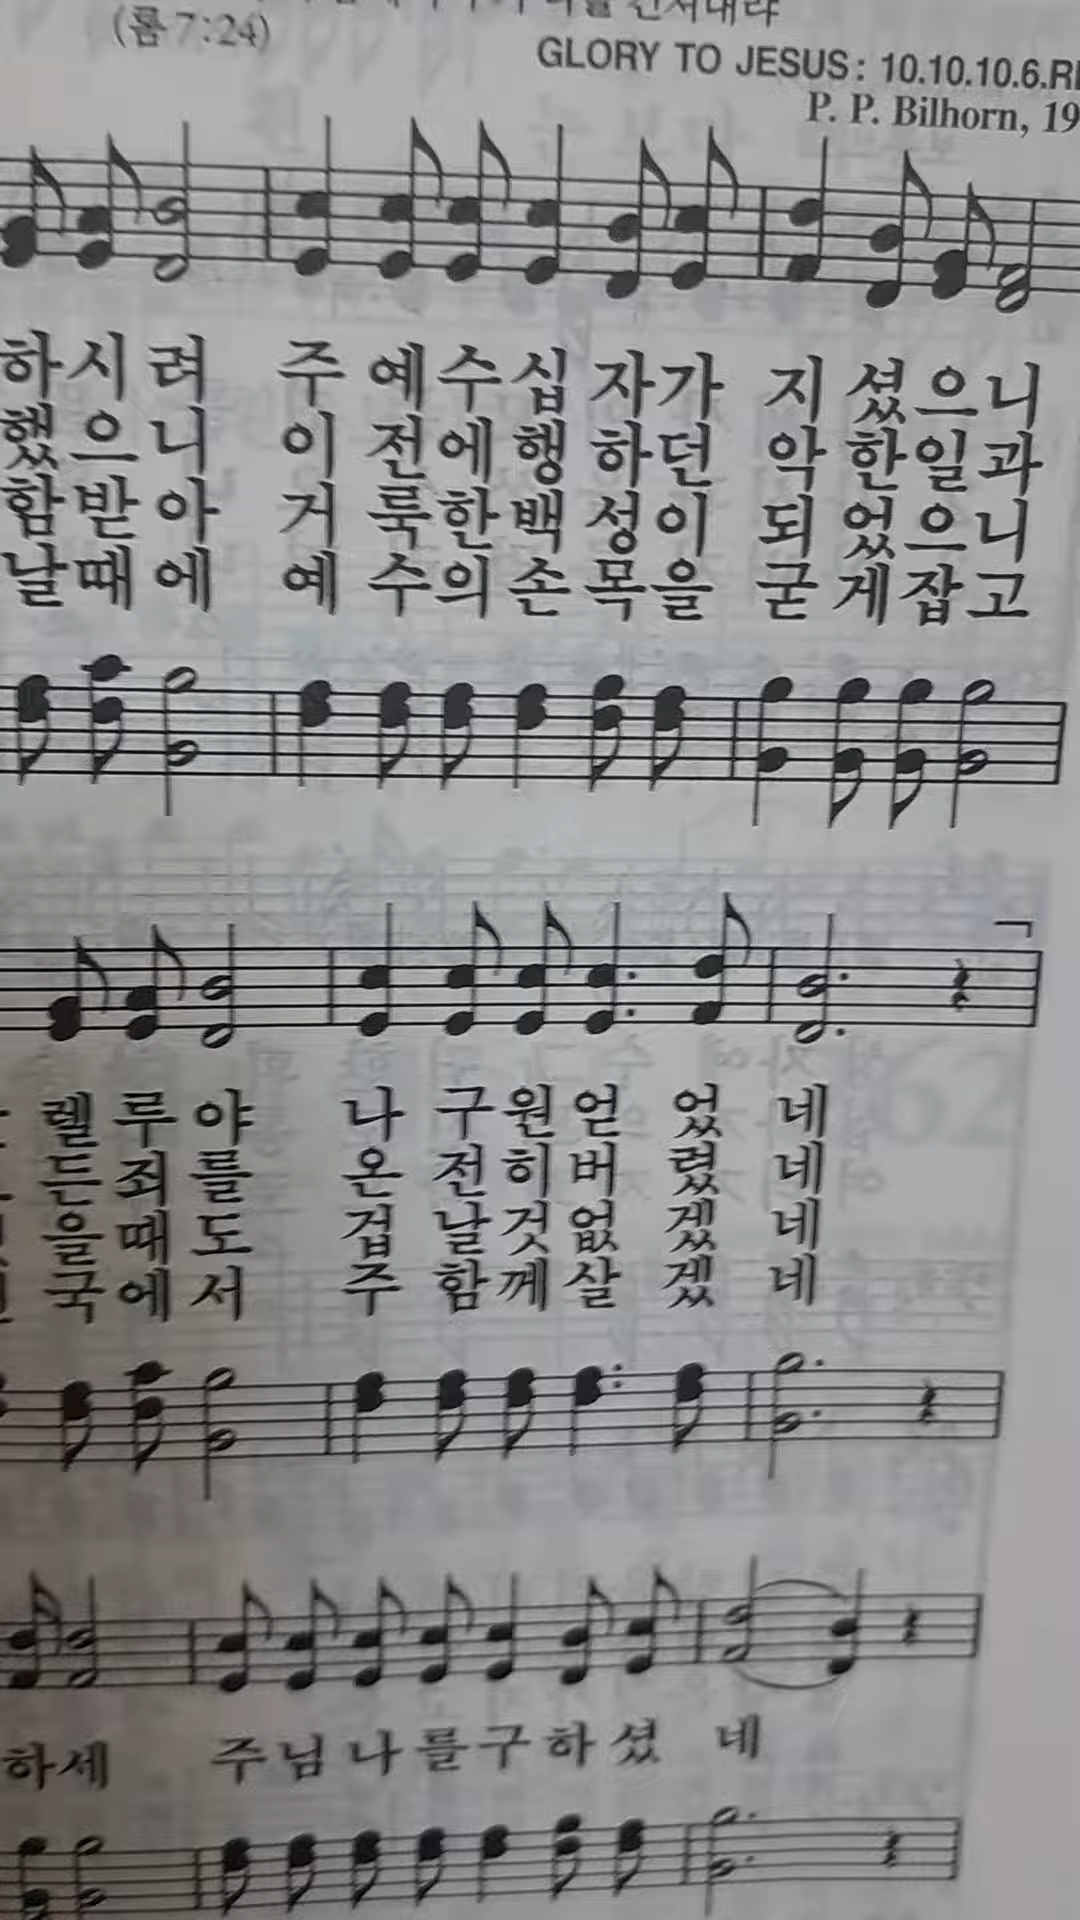 (롬 7:24)
GLORY TO JESUS: 10.10.10.6.
P. P. Bilhorn, 19
하시려 주 예수십자가 지셨으니
했으니 이전에행하던 악한일과
함받아 거룩한백성이 되었으니
날때에 예수의손목을 굳게잡고
렐루야 나 구원얻었네
든죄를 온전히버렸네
을때도 겁날것없겠네
국에서 주 함께살겠네
하세 주님나를구하셨네